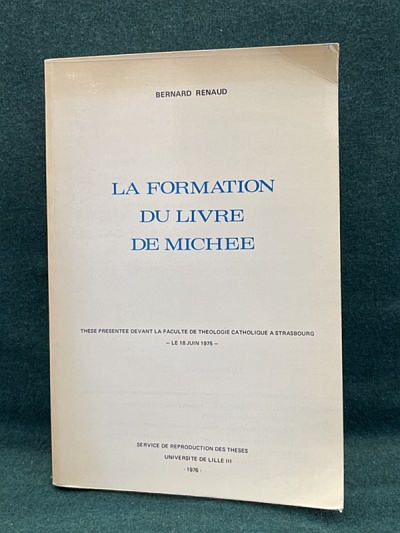 BERNARD RENAUD
LA FORMATION
DU LIVRE
DE MICHEE
THESE PRESENTEE DEVANT LA FACULTE DE THEOLOGIE CATHOLIQUE A STRASBOURG
– LE 18 JUIN 1975 –
SERVICE DE REPRODUCTION DES THESES
UNIVERSITE DE LILLE III
- 1976 -